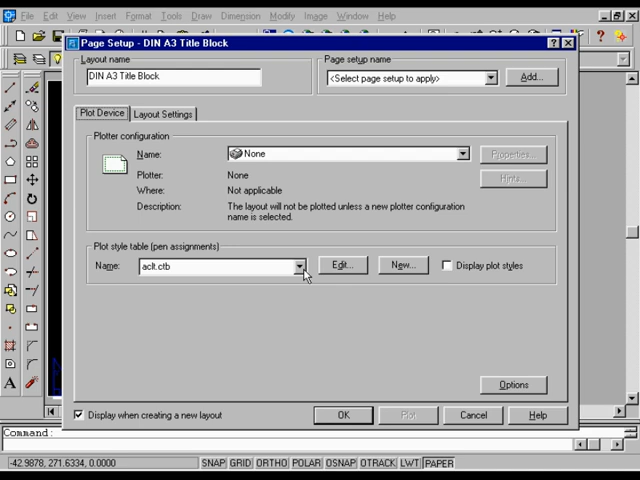 File Edit View Insert Format Tools Draw Dimension Modify Image Window Help
Page Setup - DIN A3 Title Block
Layout name
DIN A3 Title Block
Page setup name
<Select page setup to apply>
Add...
Plot Device
Layout Settings
Plotter configuration
Name:
None
Properties...
Plotter:
None
Hints...
Where:
Not applicable
Description:
The layout will not be plotted unless a new plotter configuration
name is selected.
Plot style table (pen assignments)
Name:
aclt.ctb
Edit...
New...
Display plot styles
Options
Display when creating a new layout
OK
Plot
Cancel
Help
Command:
-42.9878, 271.6334, 0.0000
SNAP GRID ORTHO POLAR OSNAP OTRACK LWT PAPER